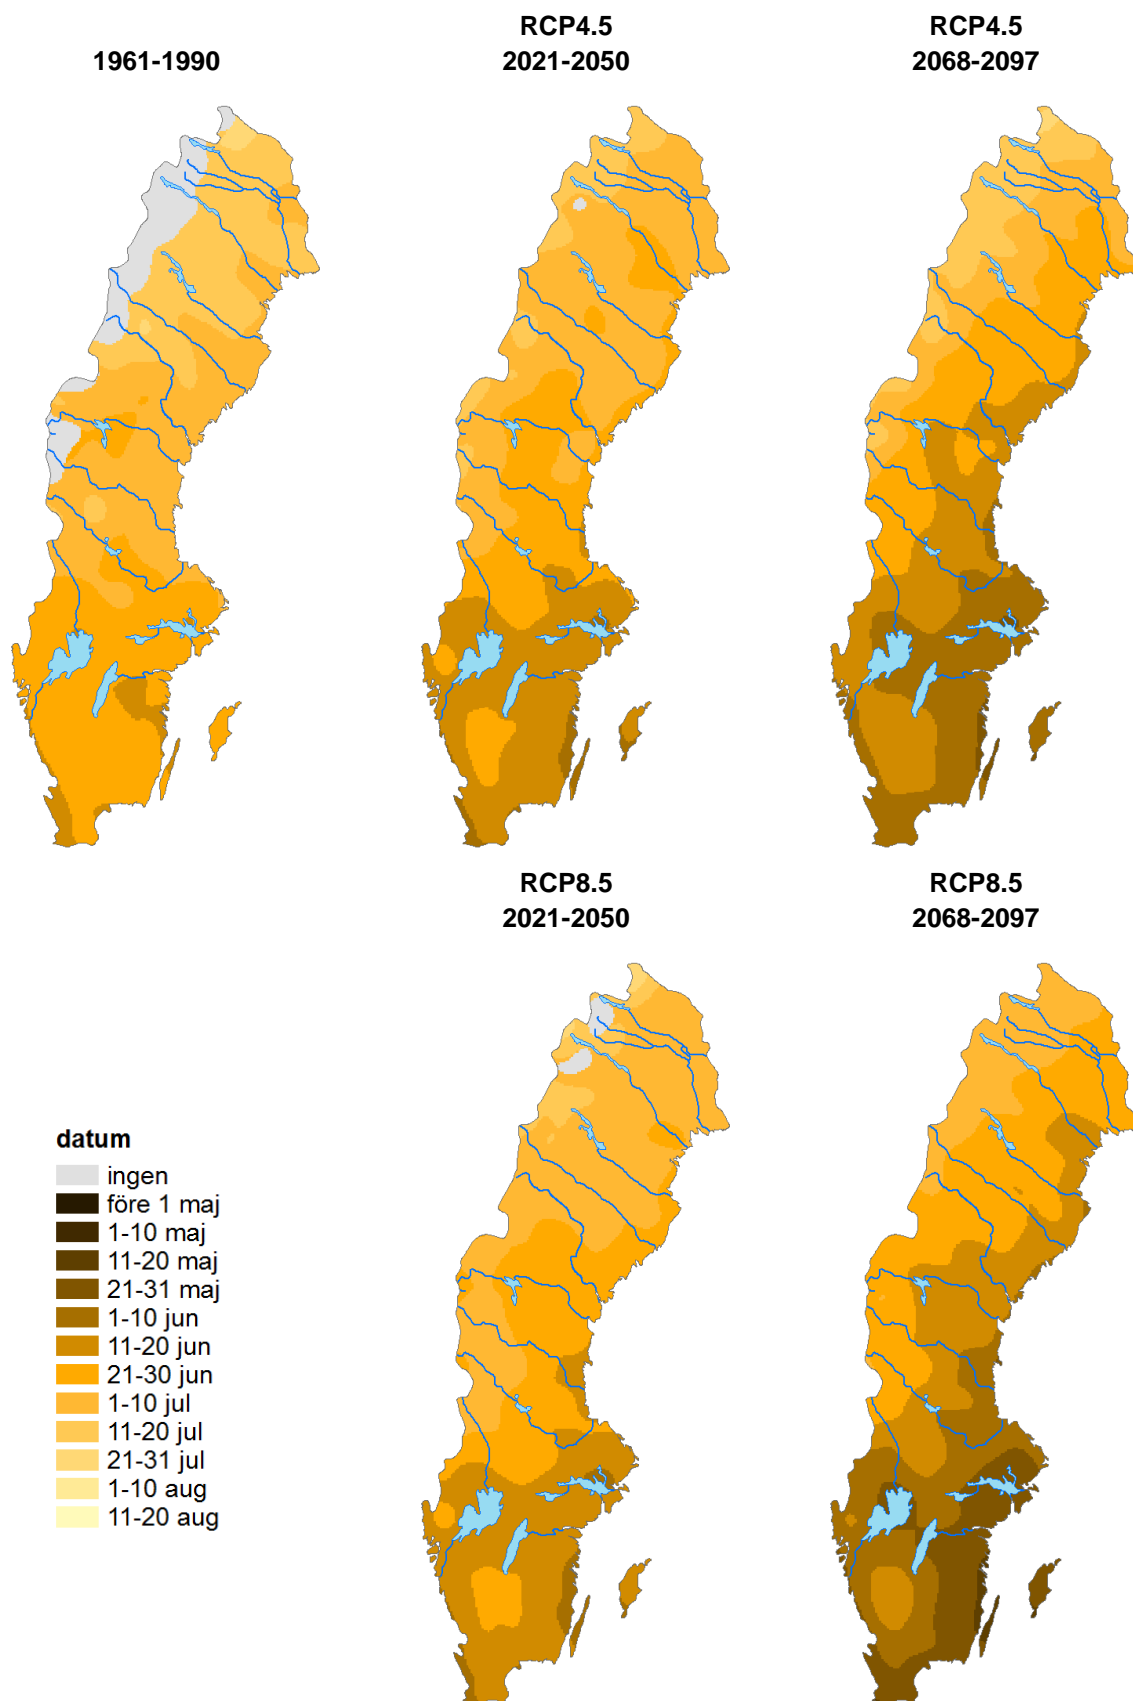 1961-1990
RCP4.5
2021-2050
RCP4.5
2068-2097
RCP8.5
2021-2050
RCP8.5
2068-2097
datum
ingen
före 1 maj
1-10 maj
11-20 maj
21-31 maj
1-10 jun
11-20 jun
21-30 jun
1-10 jul
11-20 jul
21-31 jul
1-10 aug
11-20 aug